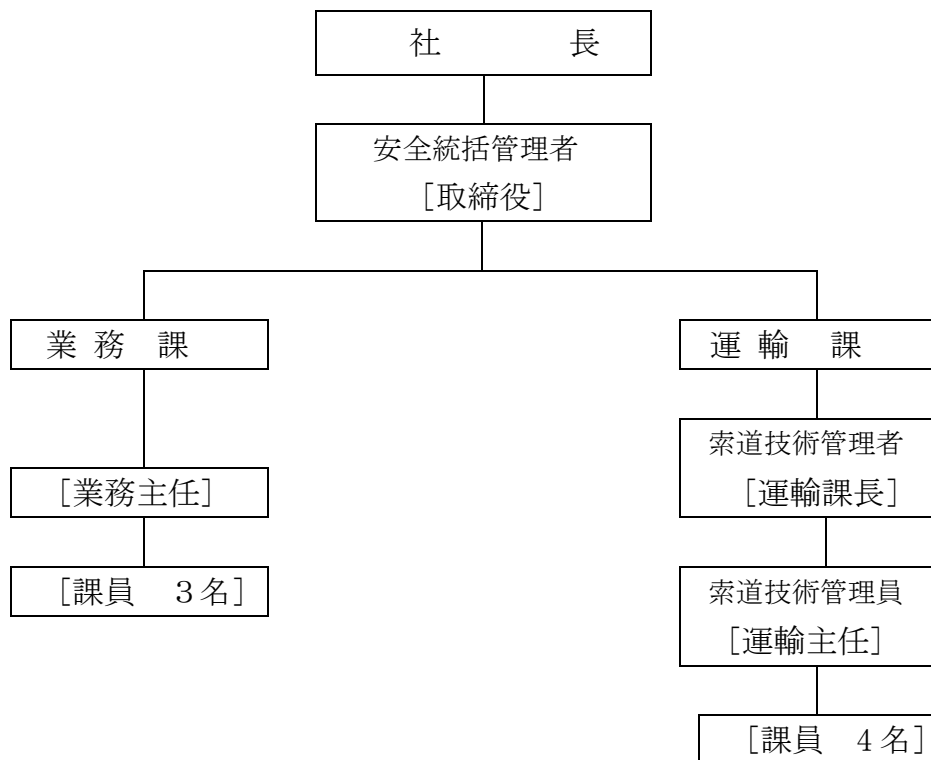 社　　　　長
安全統括管理者
［取締役］
業 務　課
運 輸　課
索道技術管理者
［運輸課長］
［業務主任］
［課員　３名］
索道技術管理員
［運輸主任］
［課員　４名］